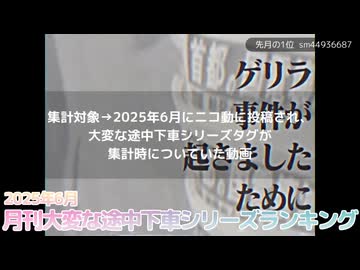 先月の1位 sm44936687
首都
ゲリラ
事件が
起きました
ために
集計対象→2025年6月にニコ動に投稿され、
大変な途中下車シリーズタグが
集計時についていた動画
2025年6月
月刊大変な途中下車シリーズランキング